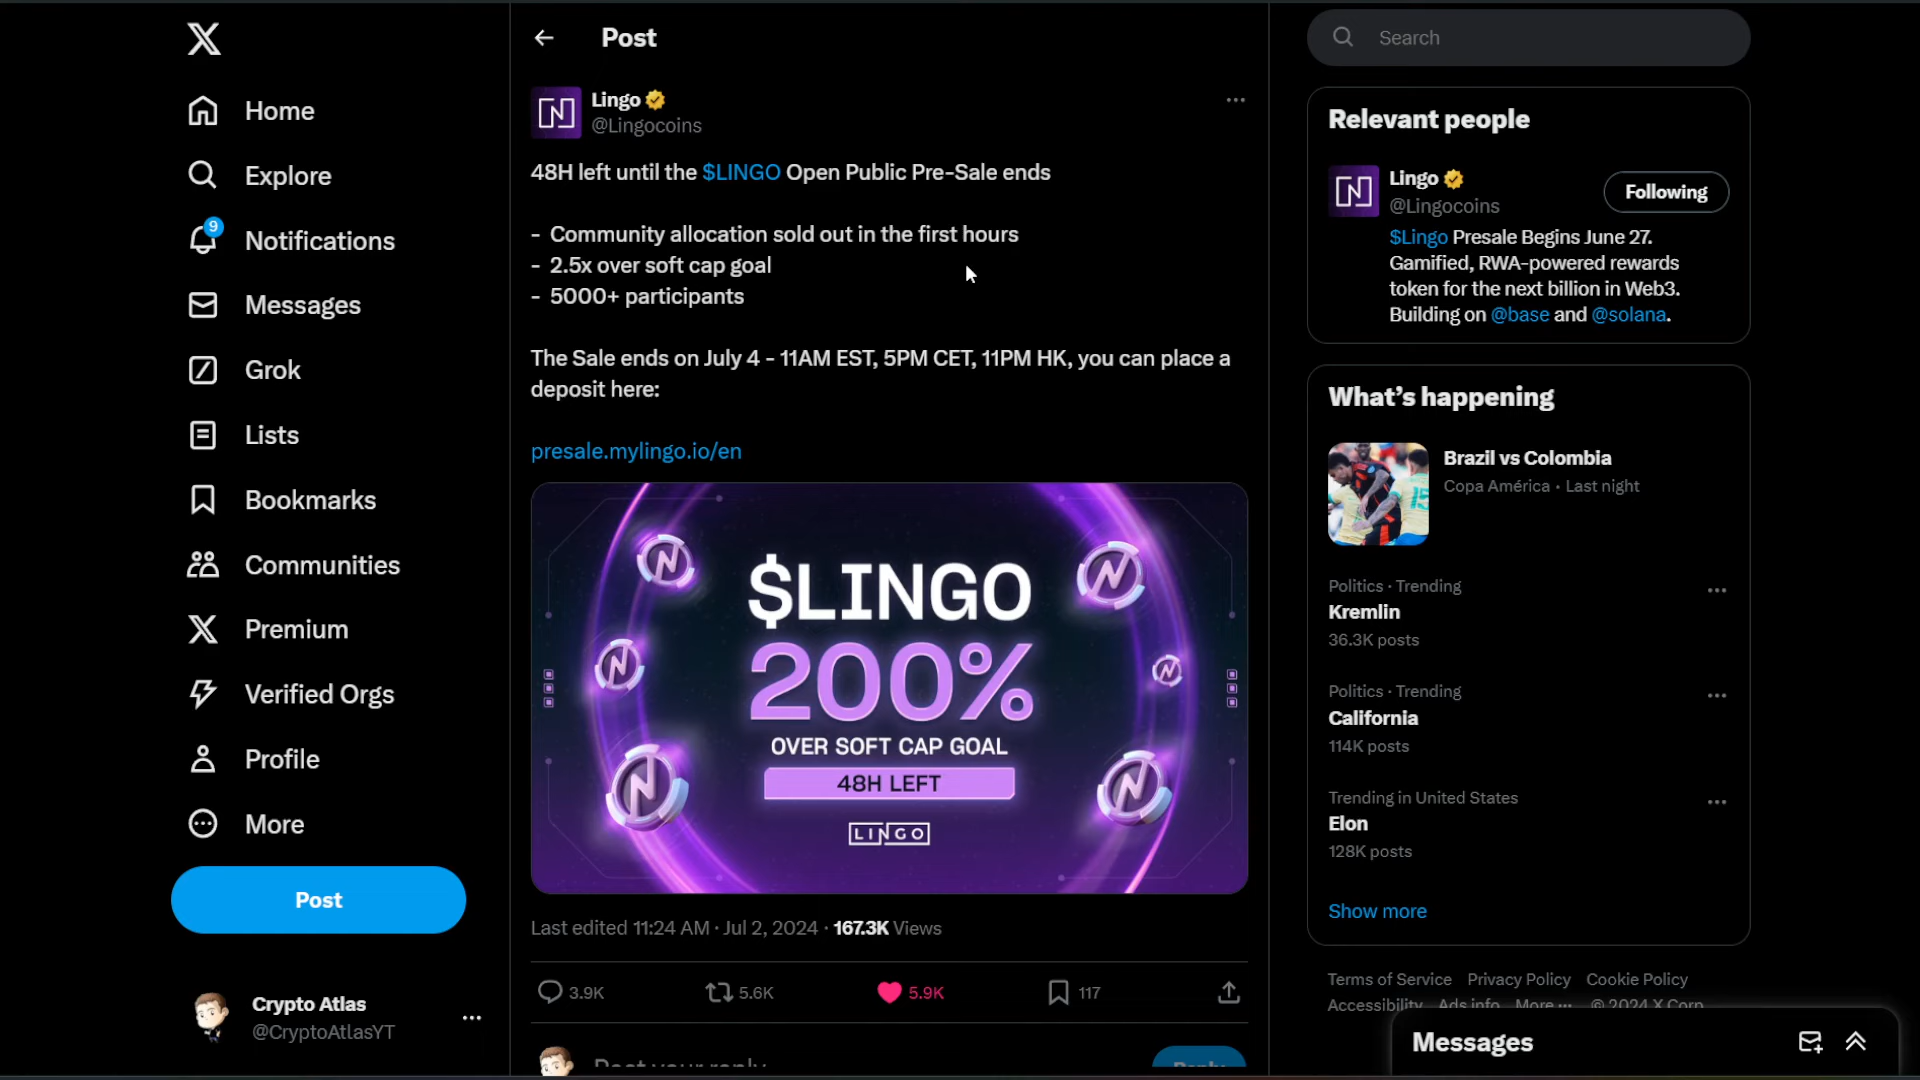 Home
Explore
9
Notifications
Messages
Grok
Lists
Bookmarks
Communities
Premium
Verified Orgs
Profile
More
Post
Crypto Atlas
@CryptoAtlasYT
Post
Lingo
@Lingocoins
48H left until the $LINGO Open Public Pre-Sale ends
- Community allocation sold out in the first hours
- 2.5x over soft cap goal
- 5000+ participants
The Sale ends on July 4 - 11AM EST, 5PM CET, 11PM HK, you can place a
deposit here:
presale.mylingo.io/en
$LINGO
200%
OVER SOFT CAP GOAL
48H LEFT
LINGO
Last edited 11:24 AM · Jul 2, 2024 · 167.3K Views
3.9K 5.6K 5.9K 117
Post your reply
Reply
Search
Relevant people
Lingo
@Lingocoins
Following
$Lingo Presale Begins June 27.
Gamified, RWA-powered rewards
token for the next billion in Web3.
Building on @base and @solana.
What's happening
Brazil vs Colombia
Copa América · Last night
15
Politics · Trending
Kremlin
36.3K posts
Politics · Trending
California
114K posts
Trending in United States
Elon
128K posts
Show more
Terms of Service Privacy Policy Cookie Policy
Accessibility Ads info More ··· © 2024 X Corp.
Messages